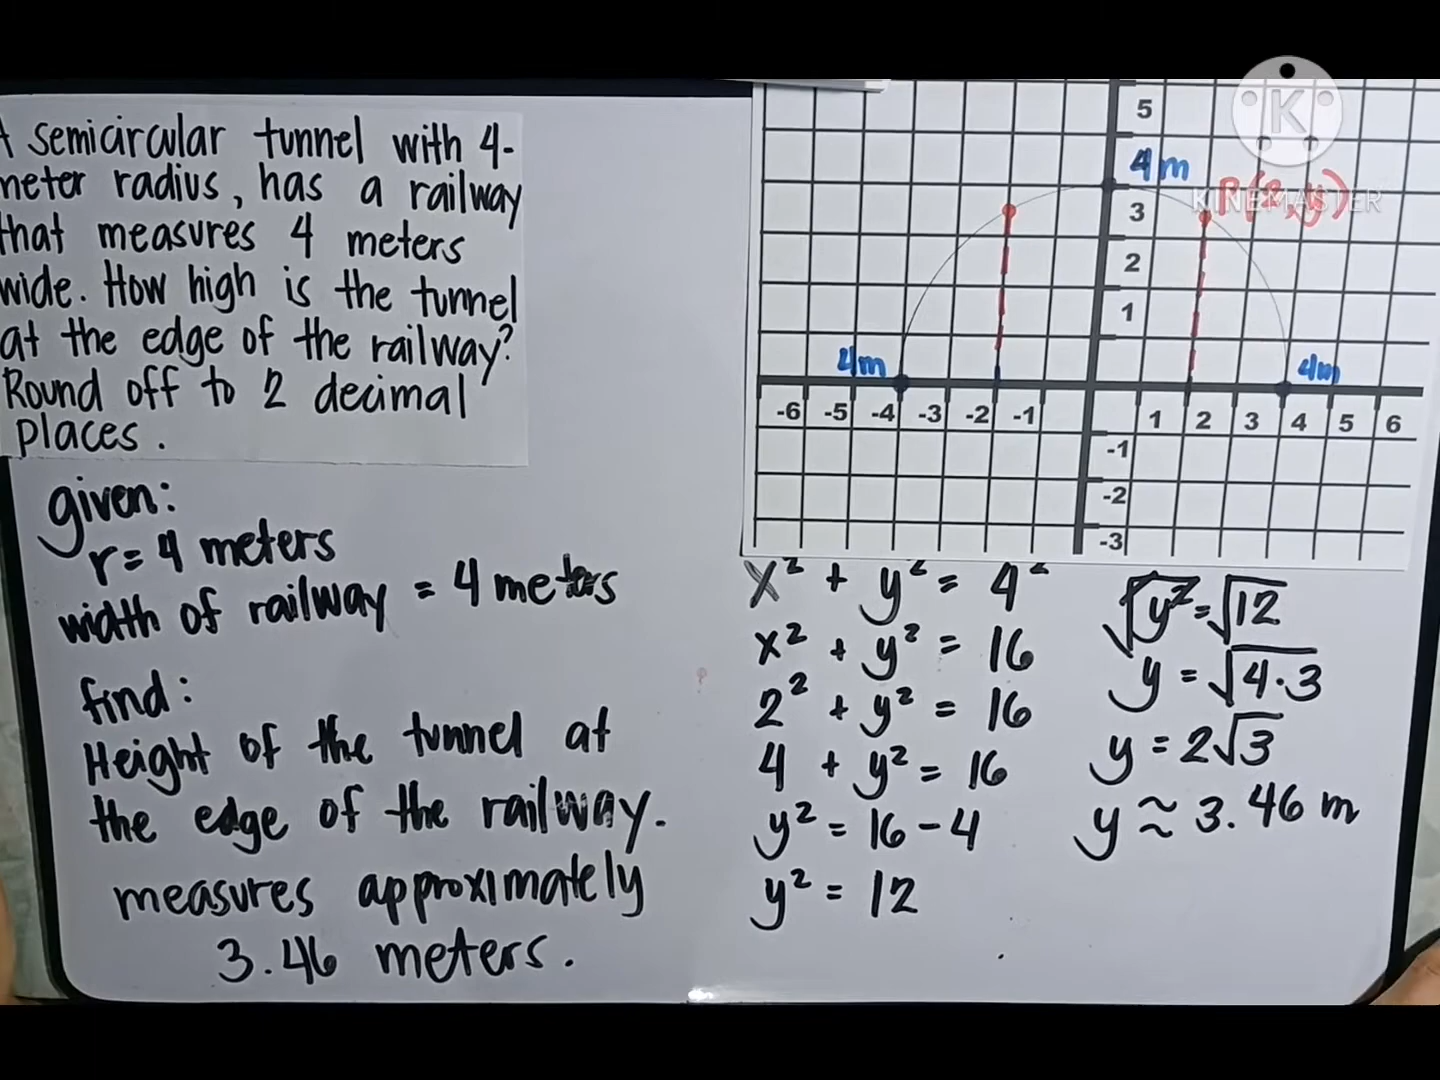 A semicircular tunnel with 4-
meter radius, has a railway
that measures 4 meters
wide. How high is the tunnel
at the edge of the railway?
Round off to 2 decimal
places.
given:
r = 4 meters
width of railway = 4 meters
find:
Height of the tunnel at
the edge of the railway.
measures approximately
3.46 meters.
K
KINEMASTER
5
4 m
P(2,y)
3
2
1
4m
4m
-6 -5 -4 -3 -2 -1 1 2 3 4 5 6
-1
-2
-3
x² + y² = 4²
x² + y² = 16
2² + y² = 16
4 + y² = 16
y² = 16 - 4
y² = 12
√y² = √12
y = √4·3
y = 2√3
y ≈ 3.46 m